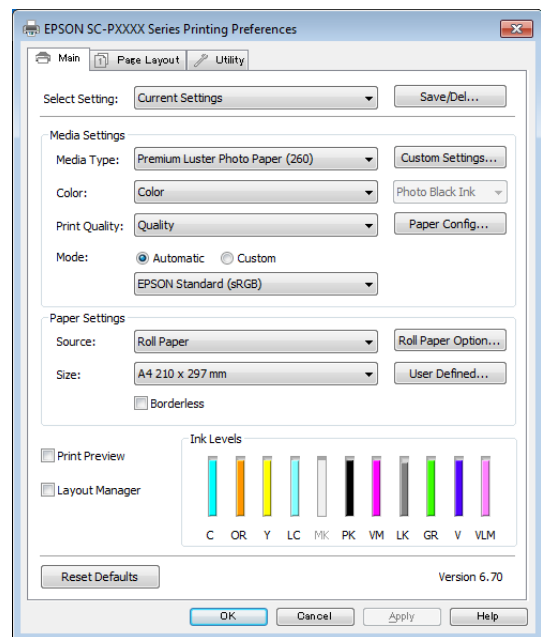 EPSON SC-PXXXX Series Printing Preferences
Main Page Layout Utility
Select Setting: Current Settings Save/Del...
Media Settings
Media Type: Premium Luster Photo Paper (260) Custom Settings...
Color: Color Photo Black Ink
Print Quality: Quality Paper Config...
Mode: Automatic Custom
EPSON Standard (sRGB)
Paper Settings
Source: Roll Paper Roll Paper Option...
Size: A4 210 x 297 mm User Defined...
Borderless
Print Preview
Layout Manager
Ink Levels
C OR Y LC MK PK VM LK GR V VLM
Reset Defaults Version 6.70
OK Cancel Apply Help